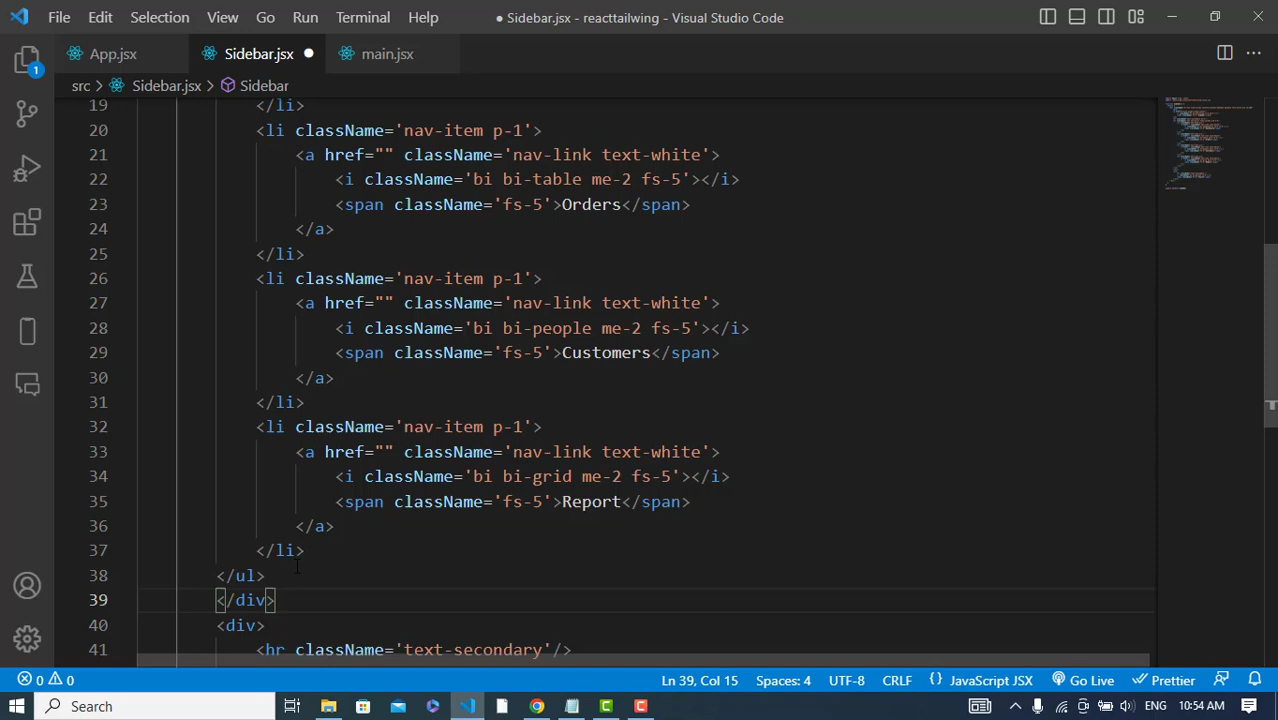 File Edit Selection View Go Run Terminal Help
● Sidebar.jsx - reacttailwing - Visual Studio Code
App.jsx Sidebar.jsx main.jsx
1
src > Sidebar.jsx > Sidebar
19 </li>
20 <li className='nav-item p-1'>
21 <a href="" className='nav-link text-white'>
22 <i className='bi bi-table me-2 fs-5'></i>
23 <span className='fs-5'>Orders</span>
24 </a>
25 </li>
26 <li className='nav-item p-1'>
27 <a href="" className='nav-link text-white'>
28 <i className='bi bi-people me-2 fs-5'></i>
29 <span className='fs-5'>Customers</span>
30 </a>
31 </li>
32 <li className='nav-item p-1'>
33 <a href="" className='nav-link text-white'>
34 <i className='bi bi-grid me-2 fs-5'></i>
35 <span className='fs-5'>Report</span>
36 </a>
37 </li>
38 </ul>
39 </div>
40 <div>
41 <hr className='text-secondary'/>
0 0 Ln 39, Col 15 Spaces: 4 UTF-8 CRLF {} JavaScript JSX Go Live Prettier
Search ENG 10:54 AM